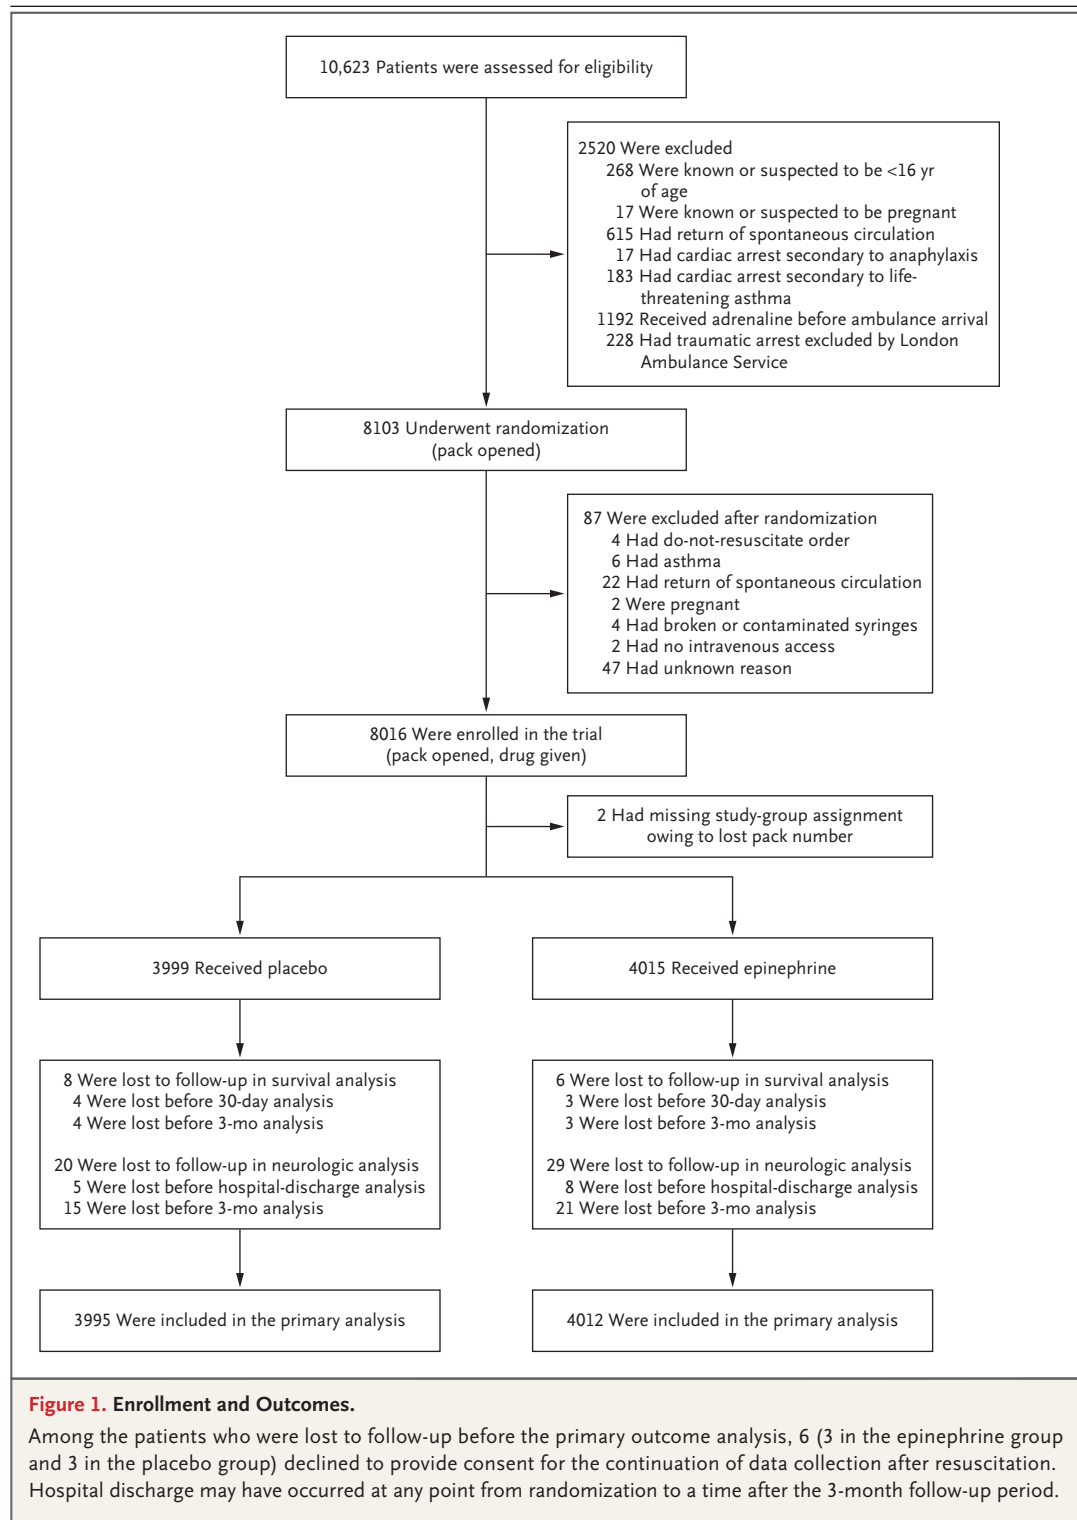 10,623 Patients were assessed for eligibility
2520 Were excluded
268 Were known or suspected to be <16 yr
of age
17 Were known or suspected to be pregnant
615 Had return of spontaneous circulation
17 Had cardiac arrest secondary to anaphylaxis
183 Had cardiac arrest secondary to life-
threatening asthma
1192 Received adrenaline before ambulance arrival
228 Had traumatic arrest excluded by London
Ambulance Service
8103 Underwent randomization
(pack opened)
87 Were excluded after randomization
4 Had do-not-resuscitate order
6 Had asthma
22 Had return of spontaneous circulation
2 Were pregnant
4 Had broken or contaminated syringes
2 Had no intravenous access
47 Had unknown reason
8016 Were enrolled in the trial
(pack opened, drug given)
2 Had missing study-group assignment
owing to lost pack number
3999 Received placebo
4015 Received epinephrine
8 Were lost to follow-up in survival analysis
4 Were lost before 30-day analysis
4 Were lost before 3-mo analysis
20 Were lost to follow-up in neurologic analysis
5 Were lost before hospital-discharge analysis
15 Were lost before 3-mo analysis
6 Were lost to follow-up in survival analysis
3 Were lost before 30-day analysis
3 Were lost before 3-mo analysis
29 Were lost to follow-up in neurologic analysis
8 Were lost before hospital-discharge analysis
21 Were lost before 3-mo analysis
3995 Were included in the primary analysis
4012 Were included in the primary analysis
Figure 1. Enrollment and Outcomes.
Among the patients who were lost to follow-up before the primary outcome analysis, 6 (3 in the epinephrine group
and 3 in the placebo group) declined to provide consent for the continuation of data collection after resuscitation.
Hospital discharge may have occurred at any point from randomization to a time after the 3-month follow-up period.